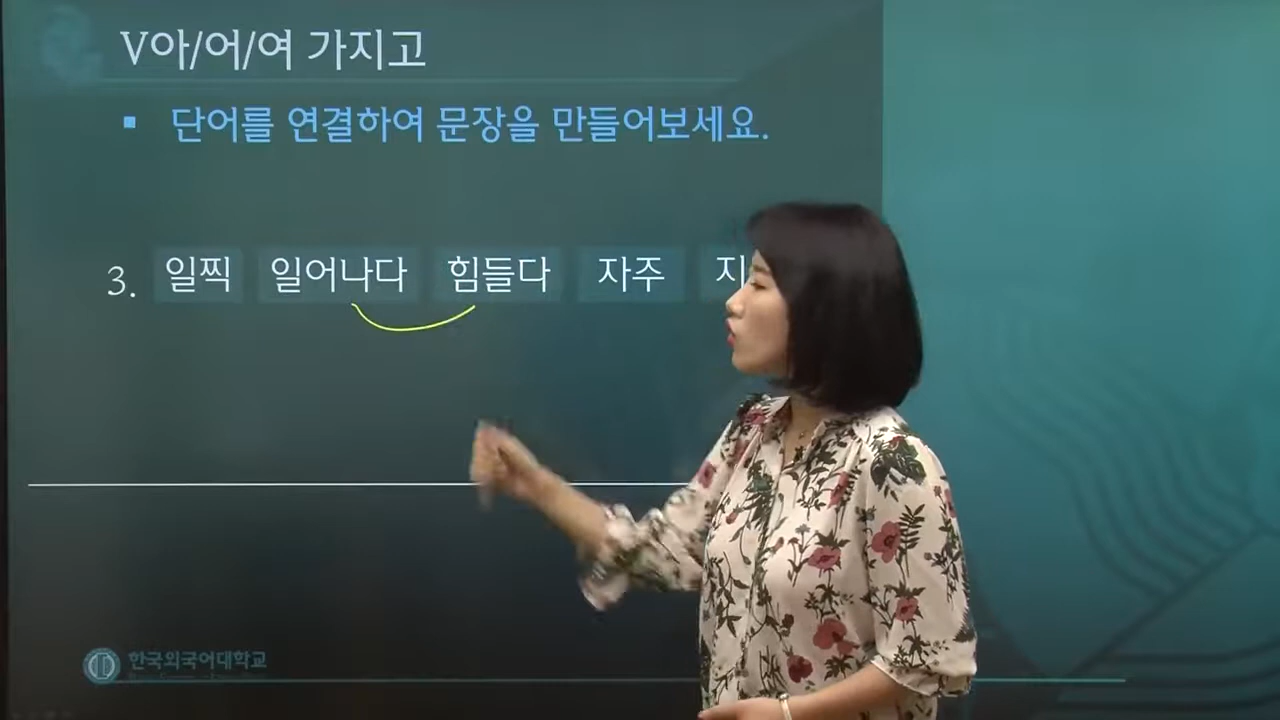 V아/어/여 가지고
▪ 단어를 연결하여 문장을 만들어보세요.
3. 일찍 일어나다 힘들다 자주 지
한국외국어대학교